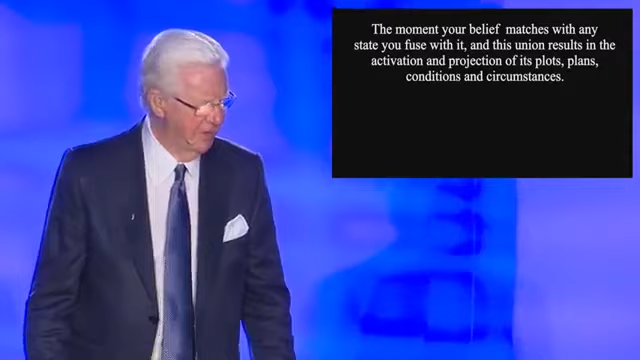 The moment your belief matches with any
state you fuse with it, and this union results in the
activation and projection of its plots, plans,
conditions and circumstances.